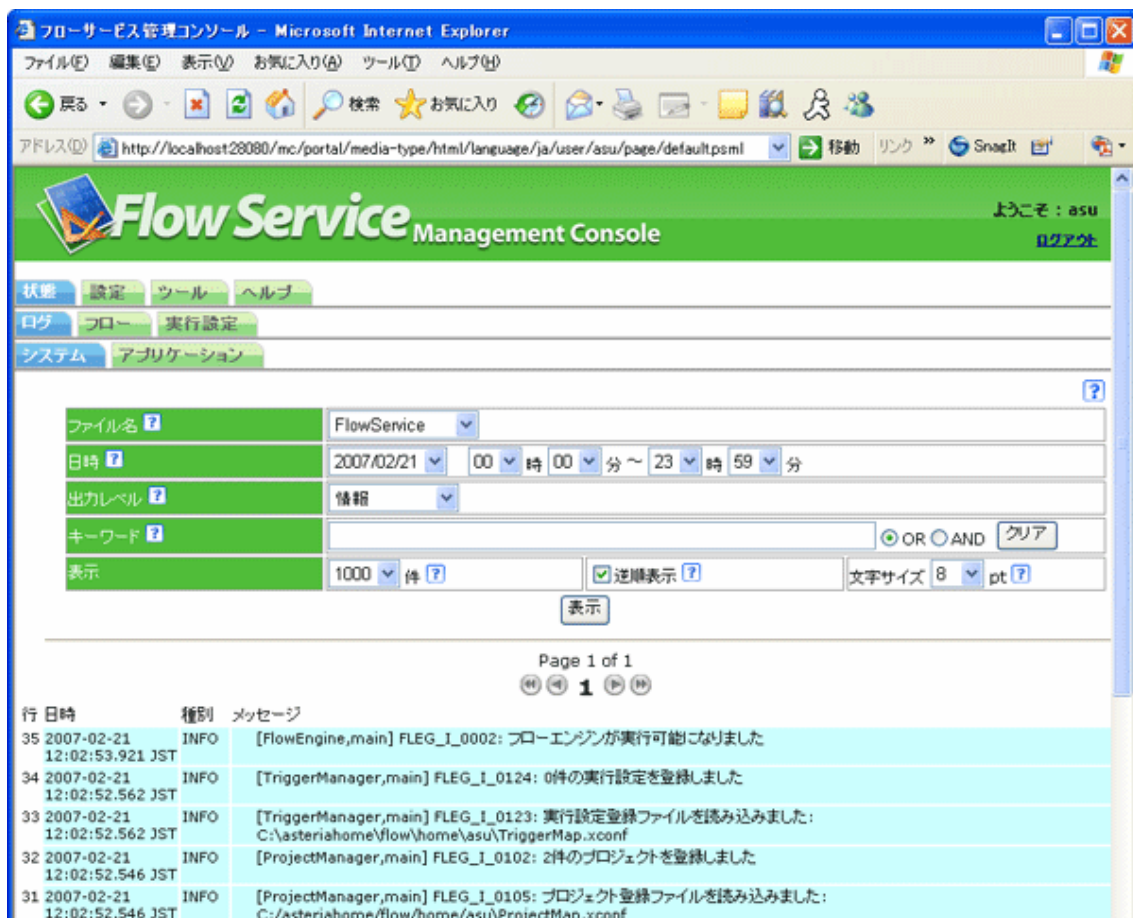 フローサービス管理コンソール - Microsoft Internet Explorer
ファイル(F) 編集(E) 表示(V) お気に入り(A) ツール(T) ヘルプ(H)
戻る 検索 お気に入り
アドレス(D) http://localhost:28080/mc/portal/media-type/html/language/ja/user/asu/page/default.psml 移動 リンク » SnagIt
Flow Service Management Console
ようこそ : asu
ログアウト
状態 設定 ツール ヘルプ
ログ フロー 実行設定
システム アプリケーション
?
ファイル名 ? FlowService
日時 ? 2007/02/21 00 時 00 分 ～ 23 時 59 分
出力レベル ? 情報
キーワード ? OR AND クリア
表示 1000 件 ? 逆順表示 ? 文字サイズ 8 pt ?
表示
Page 1 of 1
1
行 日時 種別 メッセージ
35 2007-02-21 INFO [FlowEngine,main] FLEG_I_0002: フローエンジンが実行可能になりました
12:02:53.921 JST
34 2007-02-21 INFO [TriggerManager,main] FLEG_I_0124: 0件の実行設定を登録しました
12:02:52.562 JST
33 2007-02-21 INFO [TriggerManager,main] FLEG_I_0123: 実行設定登録ファイルを読み込みました:
12:02:52.562 JST C:\asteriahome\flow\home\asu\TriggerMap.xconf
32 2007-02-21 INFO [ProjectManager,main] FLEG_I_0102: 2件のプロジェクトを登録しました
12:02:52.546 JST
31 2007-02-21 INFO [ProjectManager,main] FLEG_I_0105: プロジェクト登録ファイルを読み込みました:
12:02:52.546 JST C:/asteriahome/flow/home/asu/ProjectMap.xconf